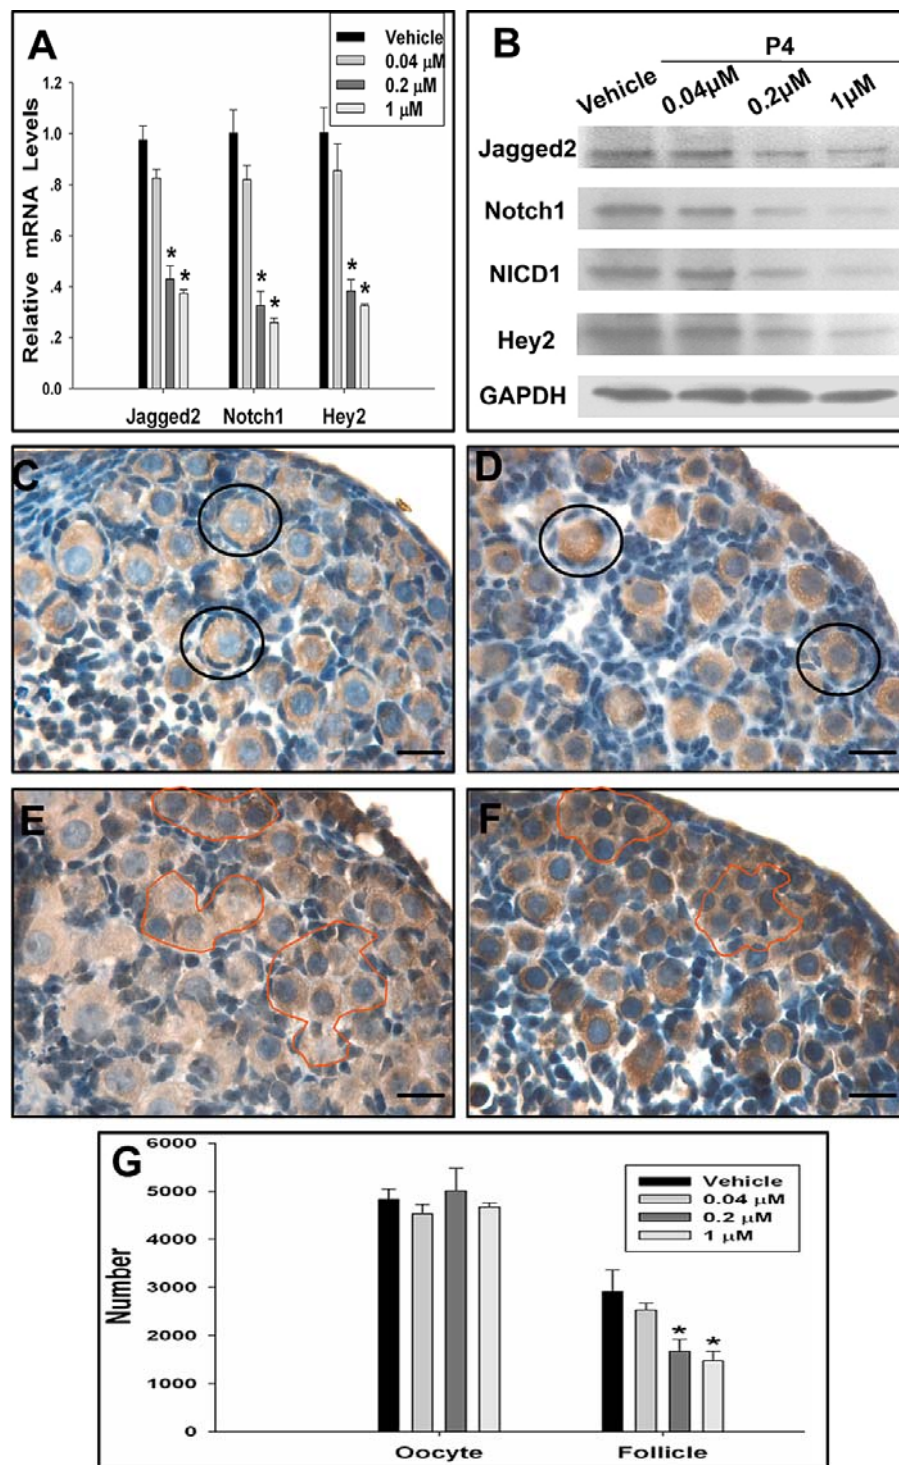 A
Vehicle
0.04 μM
0.2 μM
1 μM
Relative mRNA Levels
1.2
1.0
.8
.6
.4
.2
0.0
* * * * * *
Jagged2 Notch1 Hey2
B
P4
Vehicle 0.04μM 0.2μM 1μM
Jagged2
Notch1
NICD1
Hey2
GAPDH
C
D
E
F
G
Number
6000
5000
4000
3000
2000
1000
0
Vehicle
0.04 μM
0.2 μM
1 μM
* *
Oocyte Follicle